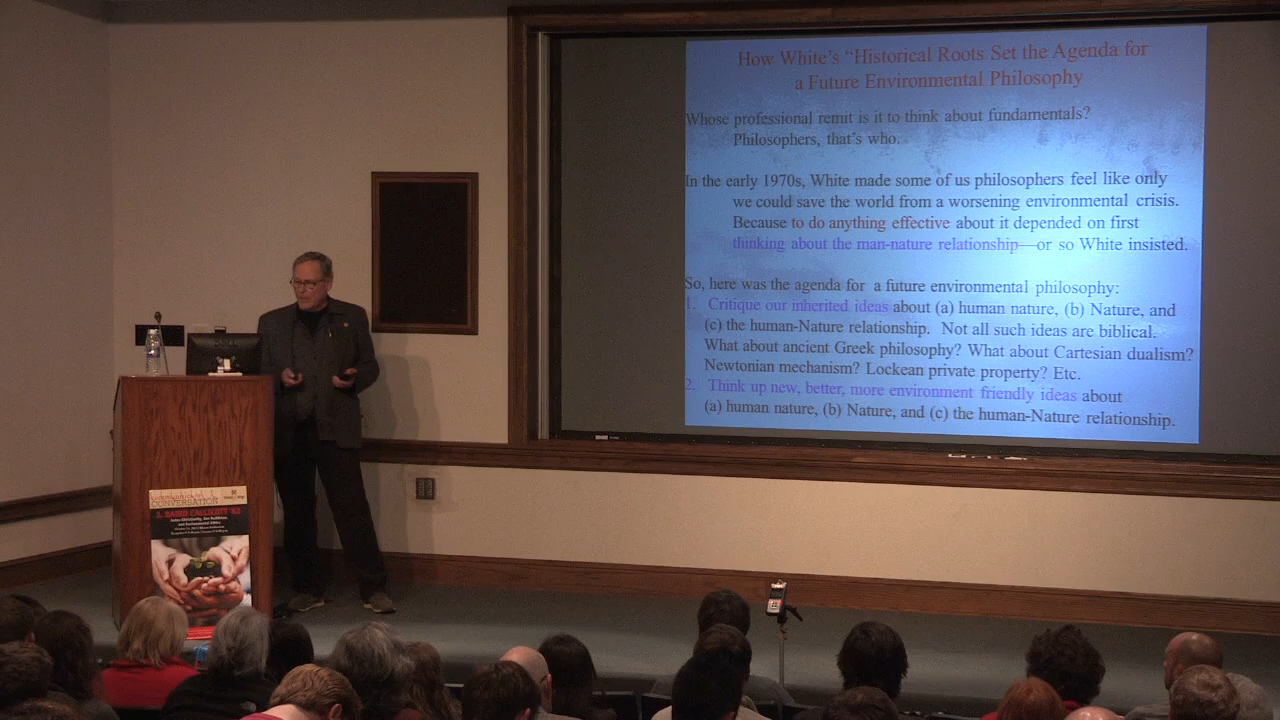 How White's "Historical Roots Set the Agenda for
a Future Environmental Philosophy
Whose professional remit is it to think about fundamentals?
Philosophers, that's who.
In the early 1970s, White made some of us philosophers feel like only
we could save the world from a worsening environmental crisis.
Because to do anything effective about it depended on first
thinking about the man-nature relationship—or so White insisted.
So, here was the agenda for a future environmental philosophy:
1. Critique our inherited ideas about (a) human nature, (b) Nature, and
(c) the human-Nature relationship. Not all such ideas are biblical.
What about ancient Greek philosophy? What about Cartesian dualism?
Newtonian mechanism? Lockean private property? Etc.
2. Think up new, better, more environment friendly ideas about
(a) human nature, (b) Nature, and (c) the human-Nature relationship.
CONVERSATION
J. BAIRD CALLICOTT '63